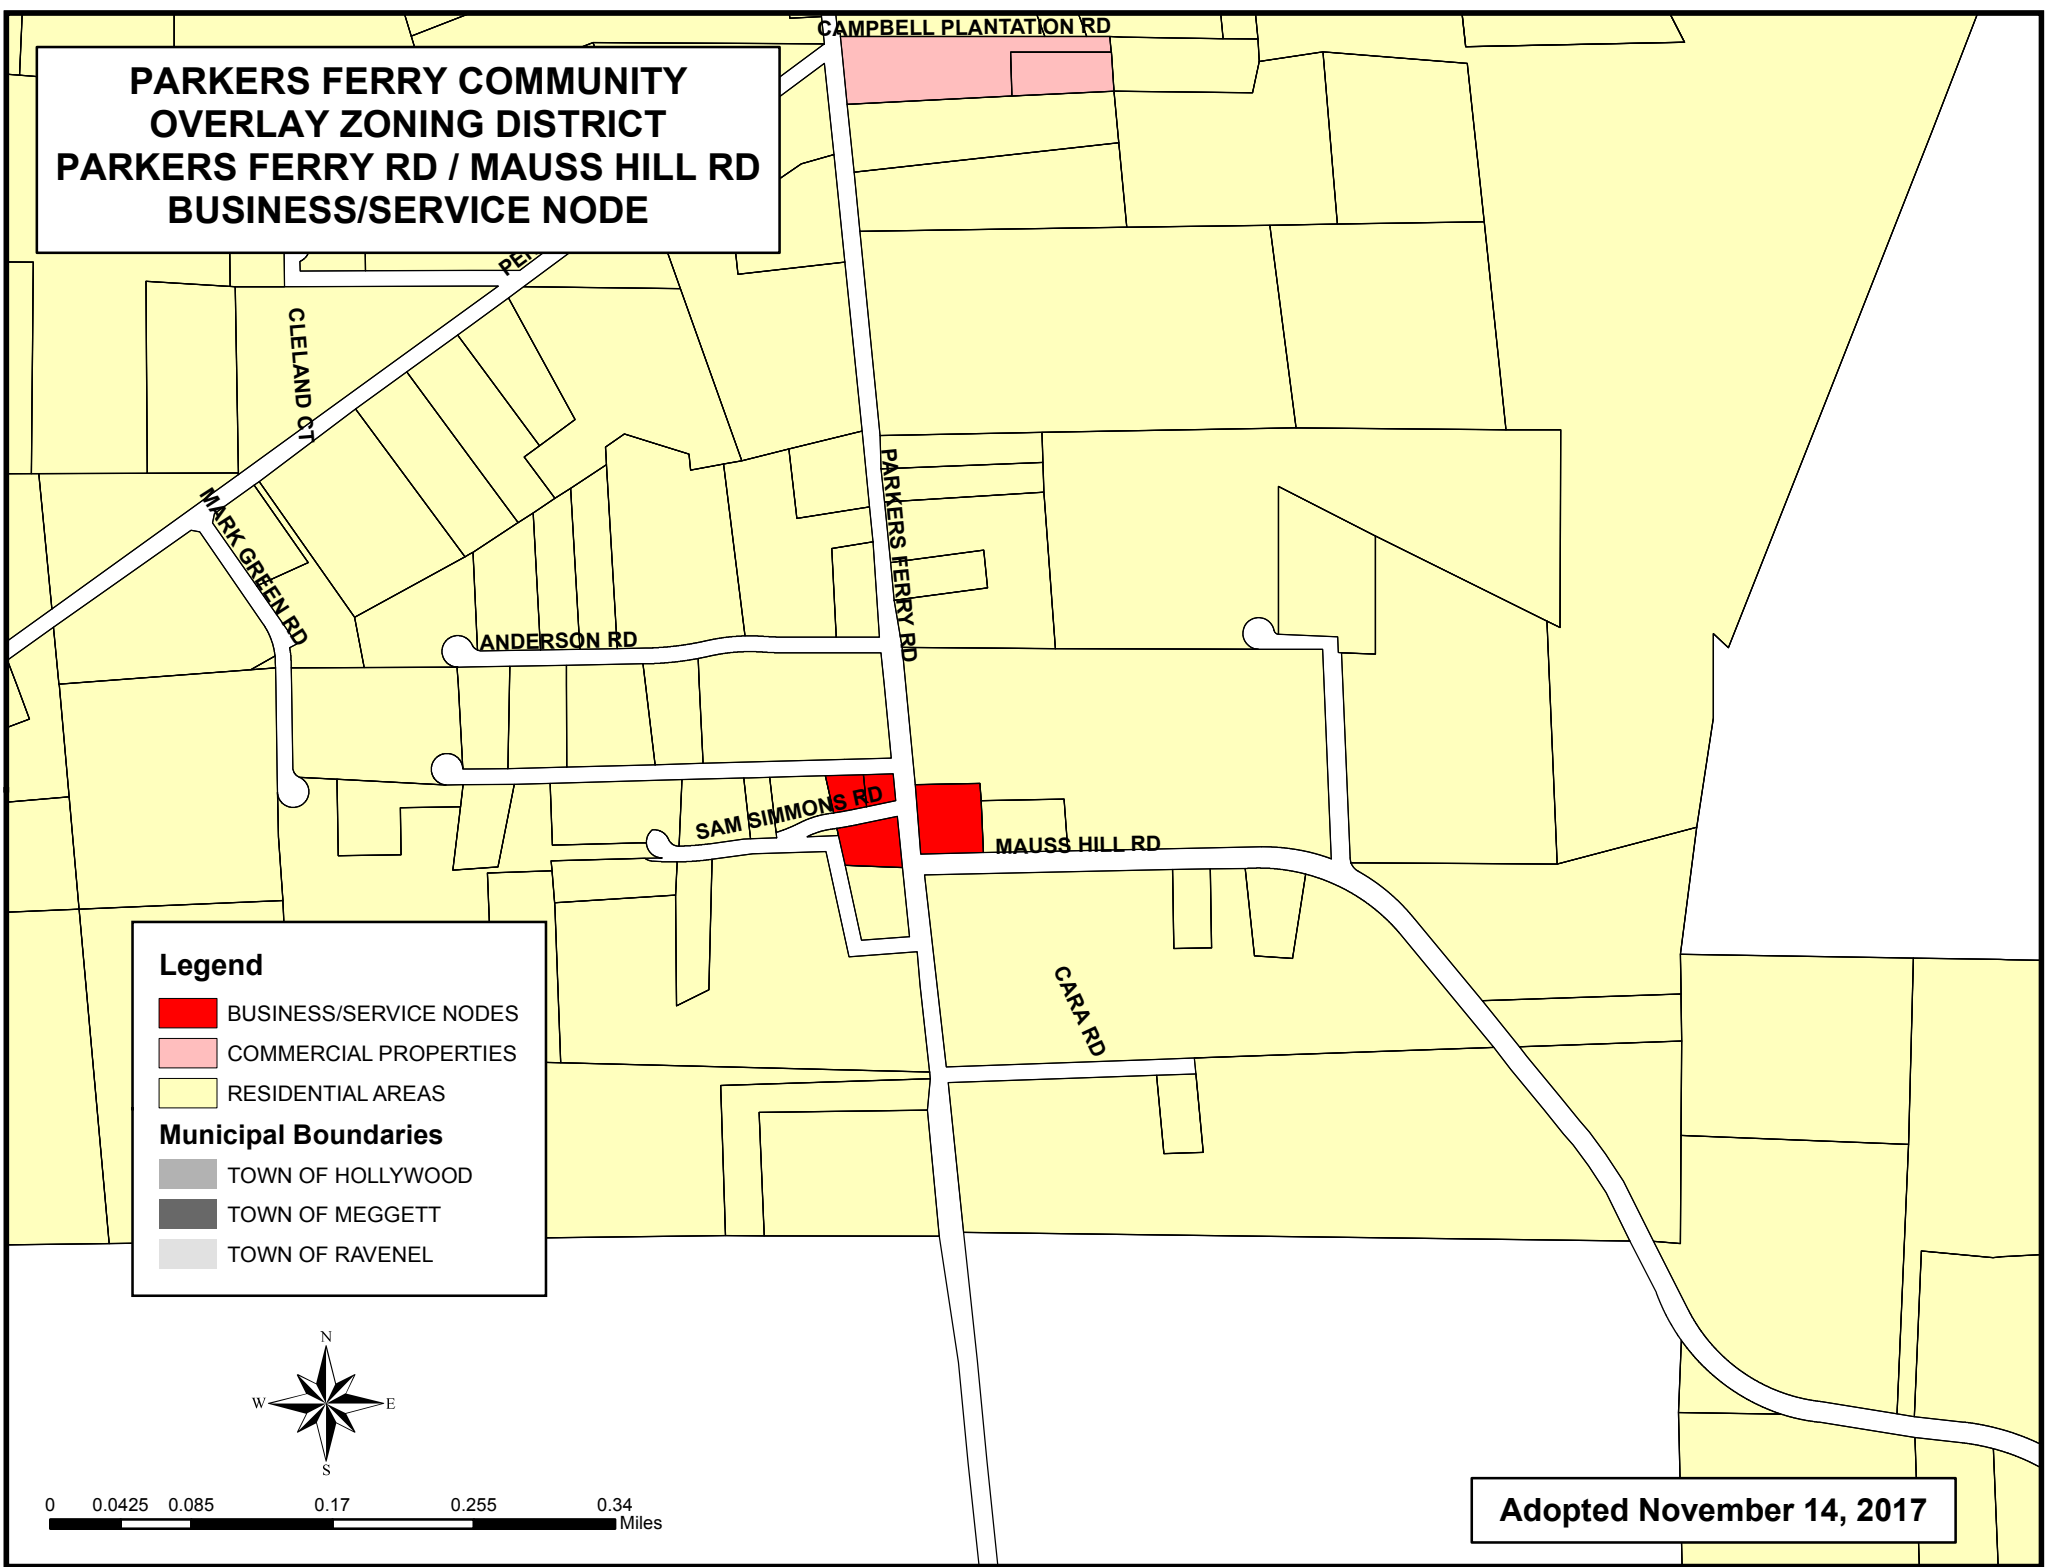 CAMPBELL PLANTATION RD
PARKERS FERRY COMMUNITY
OVERLAY ZONING DISTRICT
PARKERS FERRY RD / MAUSS HILL RD
BUSINESS/SERVICE NODE
CLELAND CT
MARK GREEN RD
PARKERS FERRY RD
ANDERSON RD
SAM SIMMONS RD
MAUSS HILL RD
CARA RD
Legend
BUSINESS/SERVICE NODES
COMMERCIAL PROPERTIES
RESIDENTIAL AREAS
Municipal Boundaries
TOWN OF HOLLYWOOD
TOWN OF MEGGETT
TOWN OF RAVENEL
N
W E
S
0 0.0425 0.085 0.17 0.255 0.34
Miles
Adopted November 14, 2017